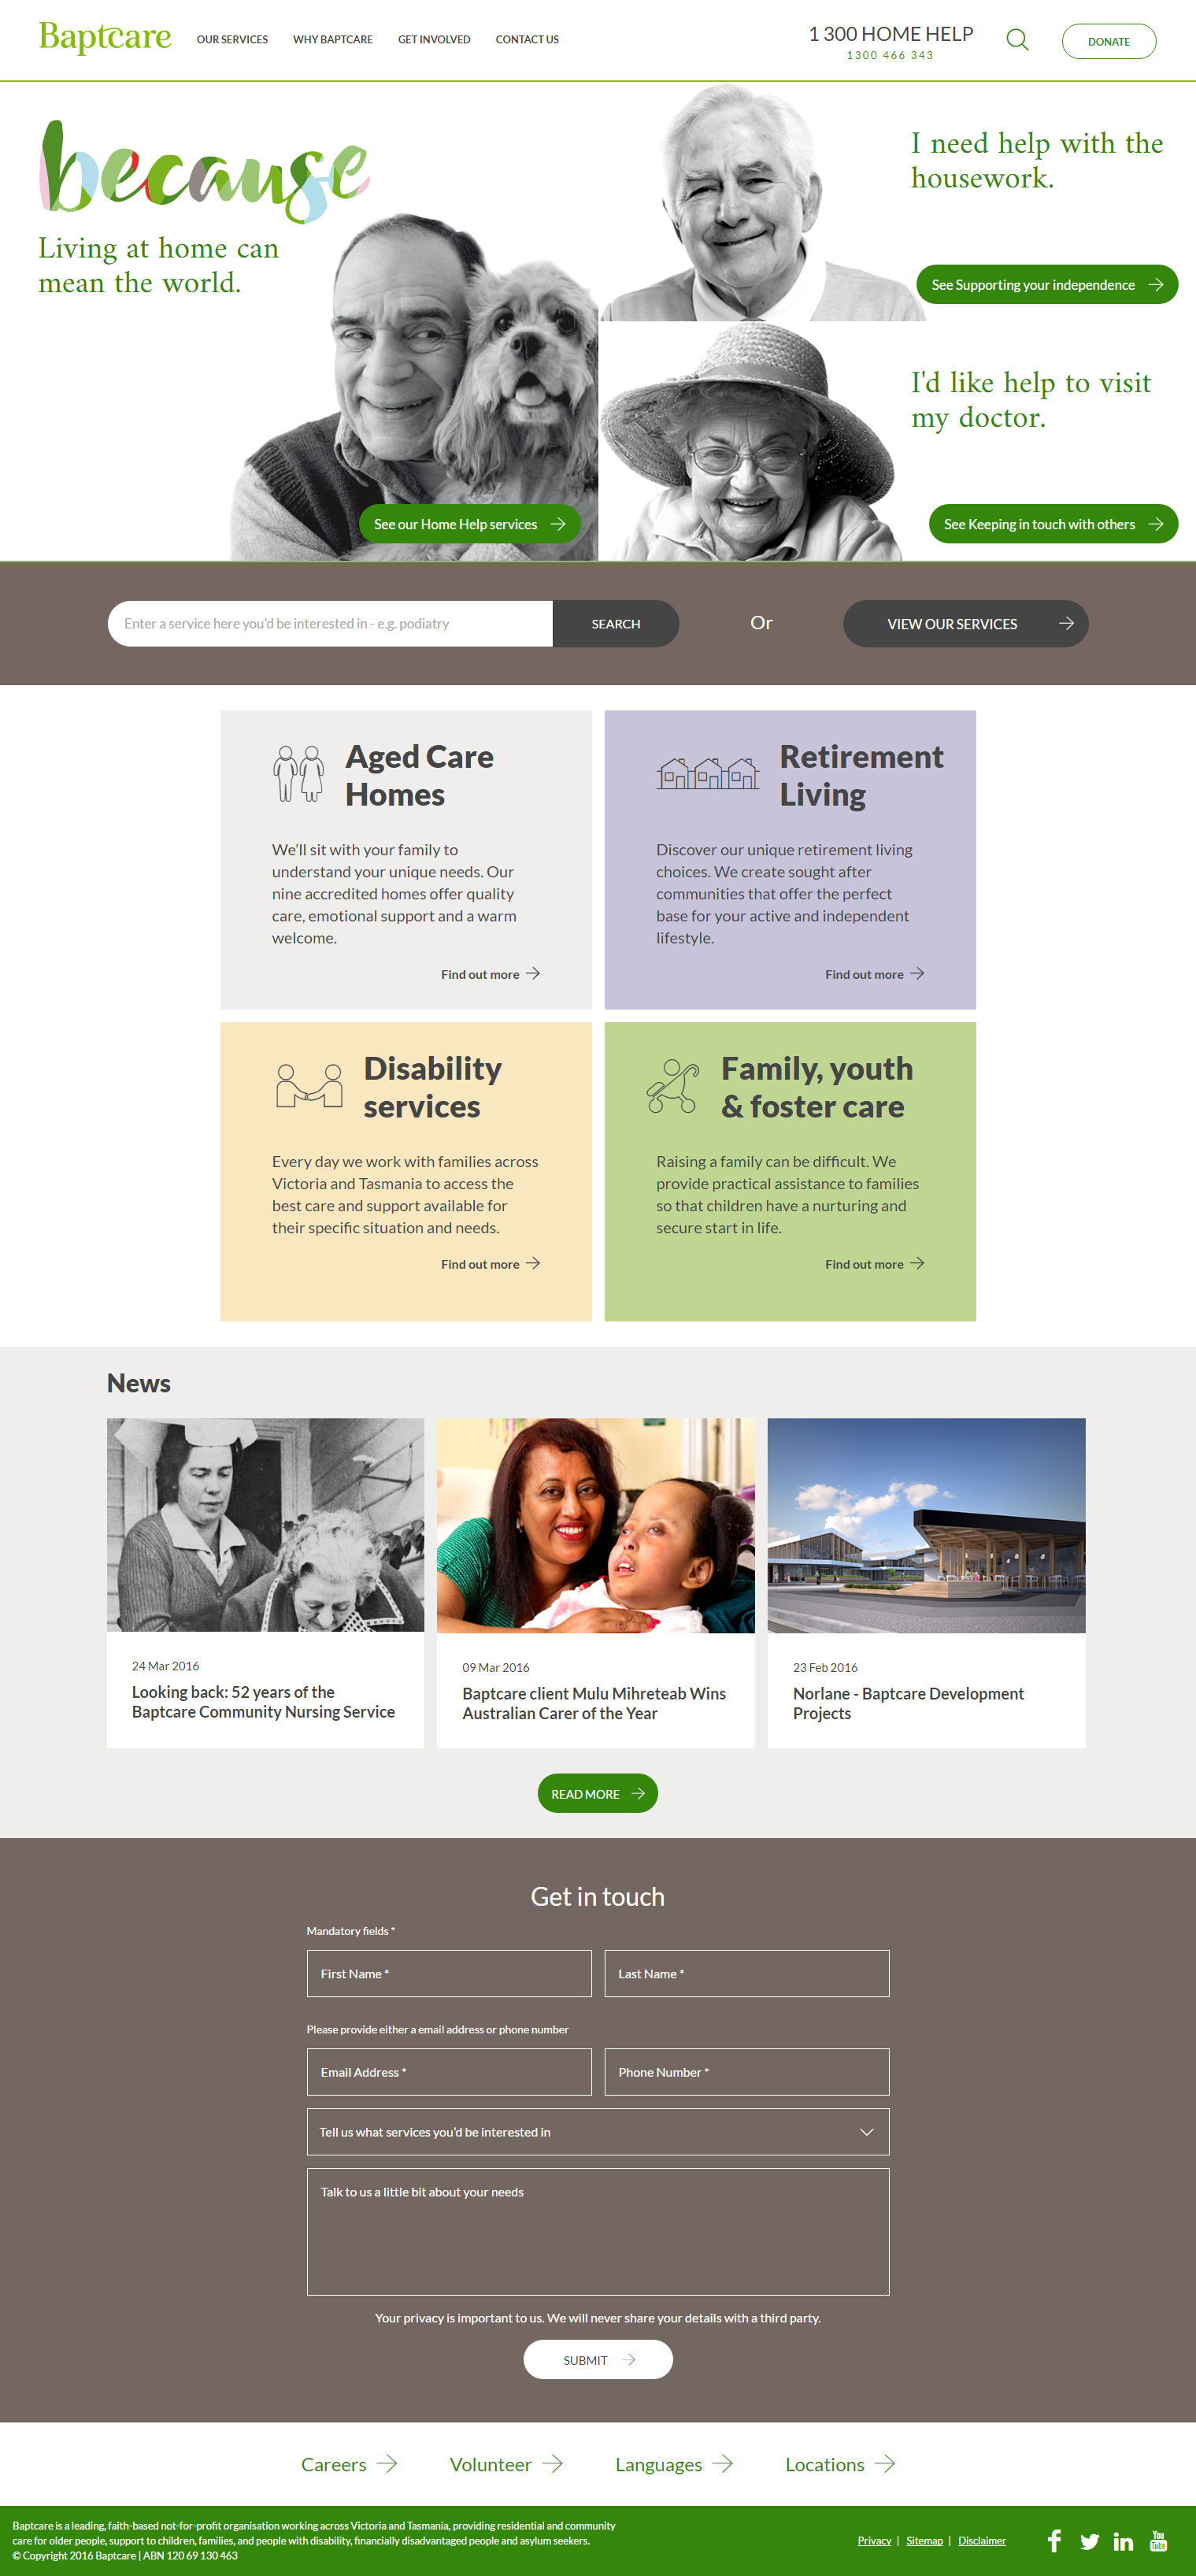 Baptcare
OUR SERVICES
WHY BAPTCARE
GET INVOLVED
CONTACT US
1 300 HOME HELP
1300 466 343
DONATE
because
Living at home can
mean the world.
See our Home Help services
I need help with the
housework.
See Supporting your independence
I'd like help to visit
my doctor.
See Keeping in touch with others
Enter a service here you'd be interested in - e.g. podiatry
SEARCH
Or
VIEW OUR SERVICES
Aged Care
Homes
We'll sit with your family to
understand your unique needs. Our
nine accredited homes offer quality
care, emotional support and a warm
welcome.
Find out more
Retirement
Living
Discover our unique retirement living
choices. We create sought after
communities that offer the perfect
base for your active and independent
lifestyle.
Find out more
Disability
services
Every day we work with families across
Victoria and Tasmania to access the
best care and support available for
their specific situation and needs.
Find out more
Family, youth
& foster care
Raising a family can be difficult. We
provide practical assistance to families
so that children have a nurturing and
secure start in life.
Find out more
News
24 Mar 2016
Looking back: 52 years of the
Baptcare Community Nursing Service
09 Mar 2016
Baptcare client Mulu Mihreteab Wins
Australian Carer of the Year
23 Feb 2016
Norlane - Baptcare Development
Projects
READ MORE
Get in touch
Mandatory fields *
First Name *
Last Name *
Please provide either a email address or phone number
Email Address *
Phone Number *
Tell us what services you'd be interested in
Talk to us a little bit about your needs
Your privacy is important to us. We will never share your details with a third party.
SUBMIT
Careers
Volunteer
Languages
Locations
Baptcare is a leading, faith-based not-for-profit organisation working across Victoria and Tasmania, providing residential and community
care for older people, support to children, families, and people with disability, financially disadvantaged people and asylum seekers.
© Copyright 2016 Baptcare | ABN 120 69 130 463
Privacy | Sitemap | Disclaimer
You
Tube